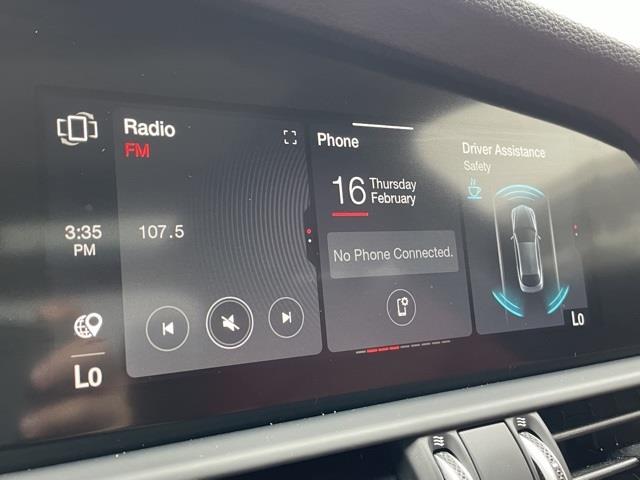 Radio
FM
3:35
PM
107.5
Lo
Phone
16 Thursday
February
No Phone Connected.
Driver Assistance
Safety
Lo